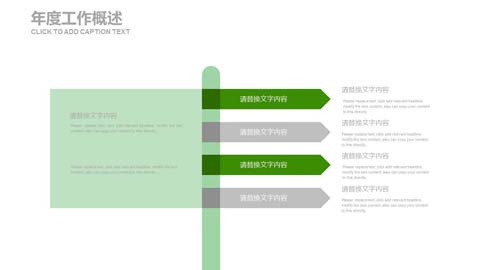 年度工作概述
CLICK TO ADD CAPTION TEXT
请替换文字内容
Please replace text, click add relevant headline, modify the text content, also can copy your content to this directly.
Please replace text, click add relevant headline, modify the text content, also can copy your content to this directly.
请替换文字内容
请替换文字内容
请替换文字内容
请替换文字内容
请替换文字内容
Please replace text, click add relevant headline,
modify the text content, also can copy your content
to this directly.
请替换文字内容
Please replace text, click add relevant headline,
modify the text content, also can copy your content
to this directly.
请替换文字内容
Please replace text, click add relevant headline,
modify the text content, also can copy your content
to this directly.
请替换文字内容
Please replace text, click add relevant headline,
modify the text content, also can copy your content
to this directly.